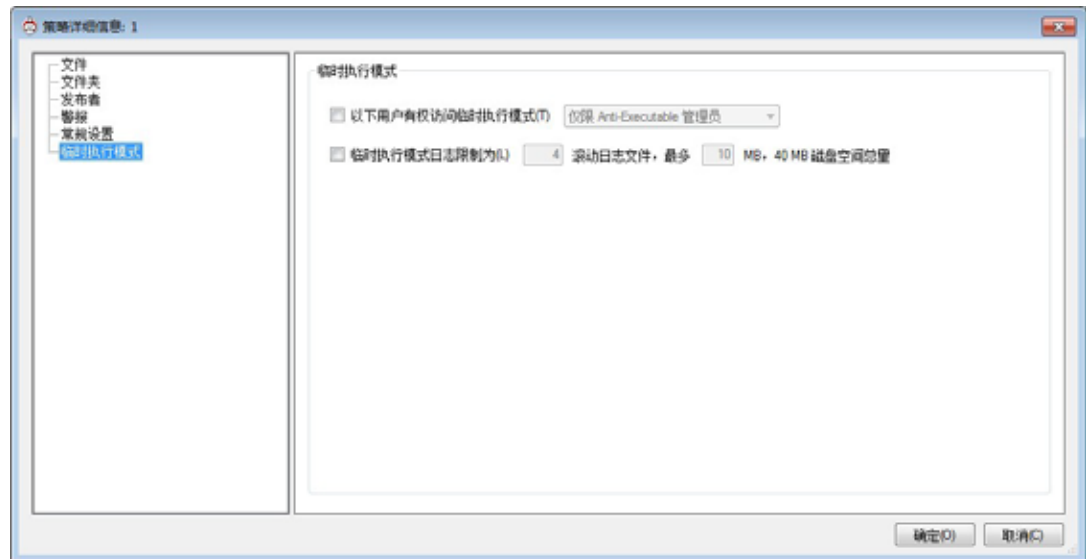 策略详细信息: 1
文件
文件夹
发布者
警报
常规设置
临时执行模式
临时执行模式
以下用户有权访问临时执行模式(T) 仅限 Anti-Executable 管理员
临时执行模式日志限制为(L) 4 滚动日志文件，最多 10 MB，40 MB 磁盘空间总量
确定(O) 取消(C)